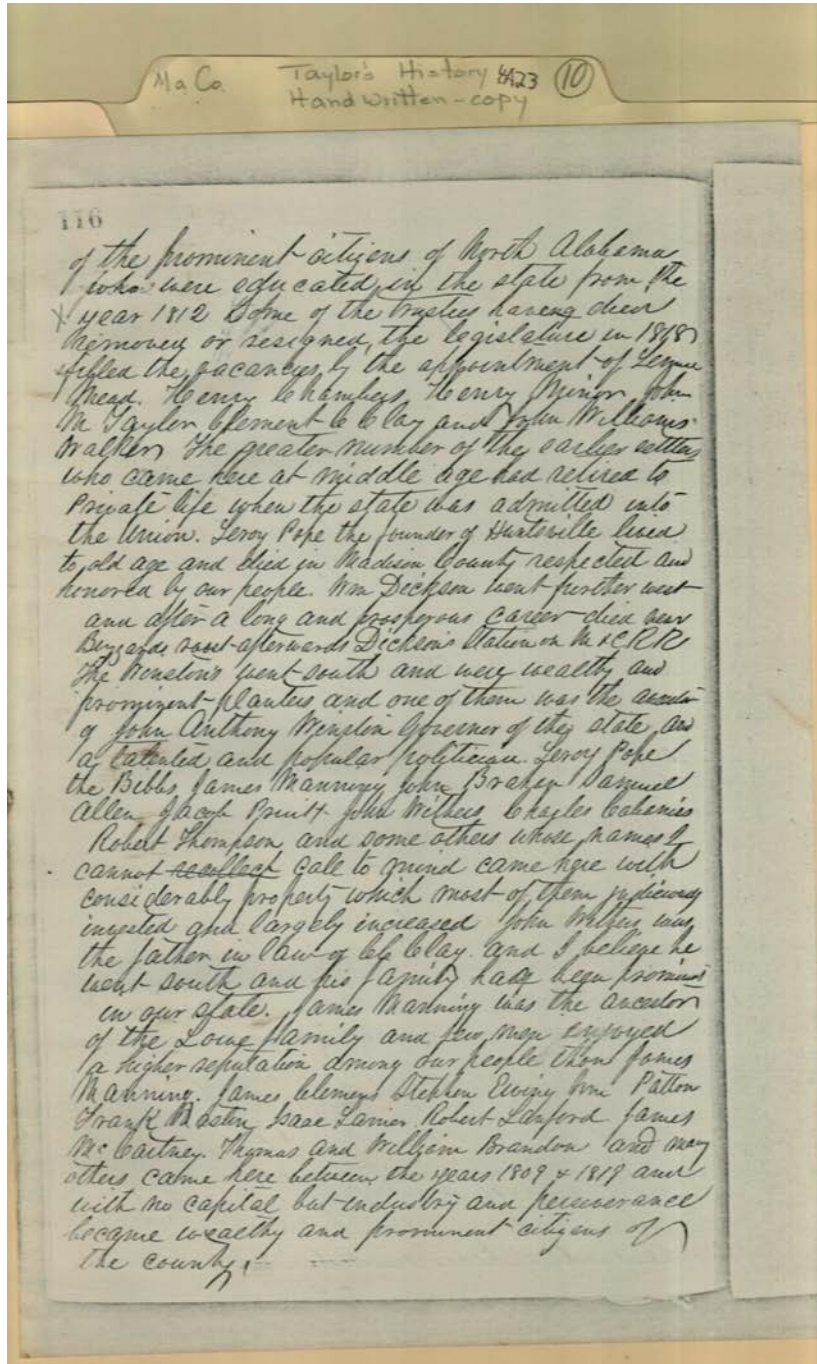 Ma Co. Taylor's History 4A23 10
Hand written - copy
116
of the prominent citizens of North Alabama
who were educated in the state from the
x year 1812 Some of the trustees having died
removed or resigned, the legislature in 1818
filled the vacancies by the appointment of
Mead. Henry Chambers, Henry Minor, John
M Taylor Clement C Clay and John Williams
Walker The greater number of the earlier settlers
who came here at middle age had retired to
Private life when the state was admitted into
the Union. Leroy Pope the founder of Huntsville lived
to old age and died in Madison County respected and
honored by our people. Wm Dickson went further west
and after a long and prosperous career died near
Buzzards roost afterwards Dickson's Station on M & C RR
The Winston's went south and were wealthy and
prominent planters and one of them was the
of John Anthony Winston Governor of the state and
a talented and popular politician. Leroy Pope
the Bibbs, James Manning, John Brahan Samuel
Allen, Jacob Pruitt John Withers Charles Cabaniss
Robert Thompson and some others whose names I
cannot recollect call to mind came here with
considerably property which most of them judiciously
invested and largely increased John Withers was
the father in law of CC Clay. and I believe he
went south and his family have been prominent
in our state. James Manning was the ancestor
of the Lowe family and few men enjoyed
a higher reputation among our people than James
Manning. James Clemens Stephen Ewing Wm Patton
Frank Mastin, Isaac Lanier, Robert Lanford. James
McCartney. Thomas and William Brandon and many
others came here between the years 1809 & 1819 and
with no capital but industry and perseverance
became wealthy and prominent citizens of
the county.